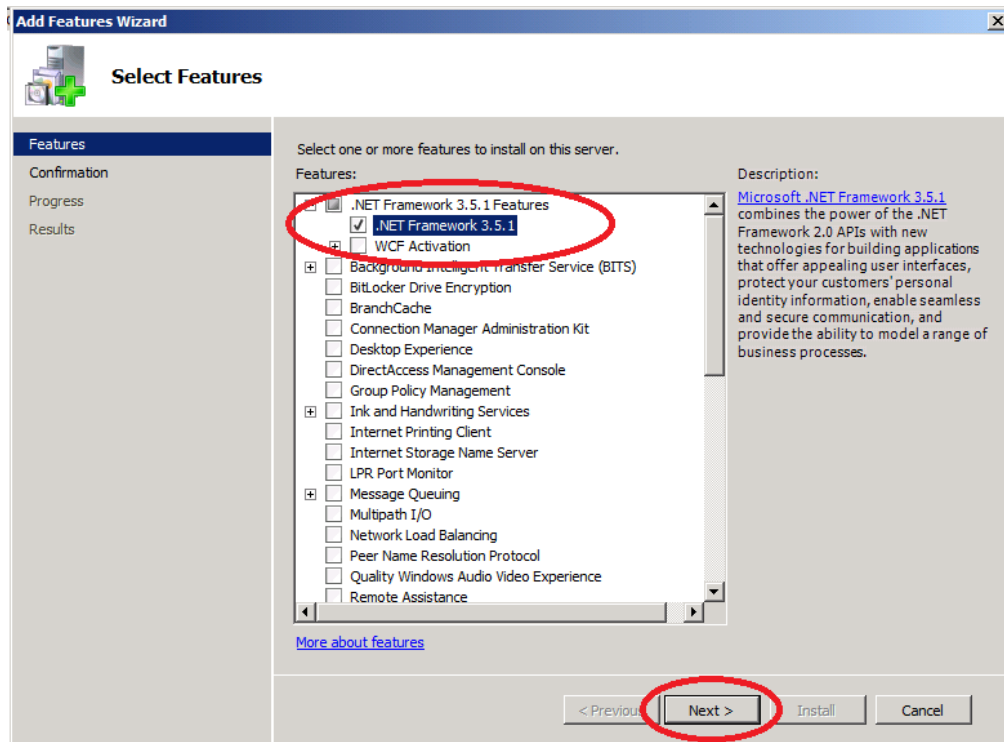 Add Features Wizard
Select Features
Features
Confirmation
Progress
Results
Select one or more features to install on this server.
Features:
.NET Framework 3.5.1 Features
.NET Framework 3.5.1
WCF Activation
Background Intelligent Transfer Service (BITS)
BitLocker Drive Encryption
BranchCache
Connection Manager Administration Kit
Desktop Experience
DirectAccess Management Console
Group Policy Management
Ink and Handwriting Services
Internet Printing Client
Internet Storage Name Server
LPR Port Monitor
Message Queuing
Multipath I/O
Network Load Balancing
Peer Name Resolution Protocol
Quality Windows Audio Video Experience
Remote Assistance
More about features
Description:
Microsoft .NET Framework 3.5.1
combines the power of the .NET
Framework 2.0 APIs with new
technologies for building applications
that offer appealing user interfaces,
protect your customers' personal
identity information, enable seamless
and secure communication, and
provide the ability to model a range of
business processes.
< Previous
Next >
Install
Cancel